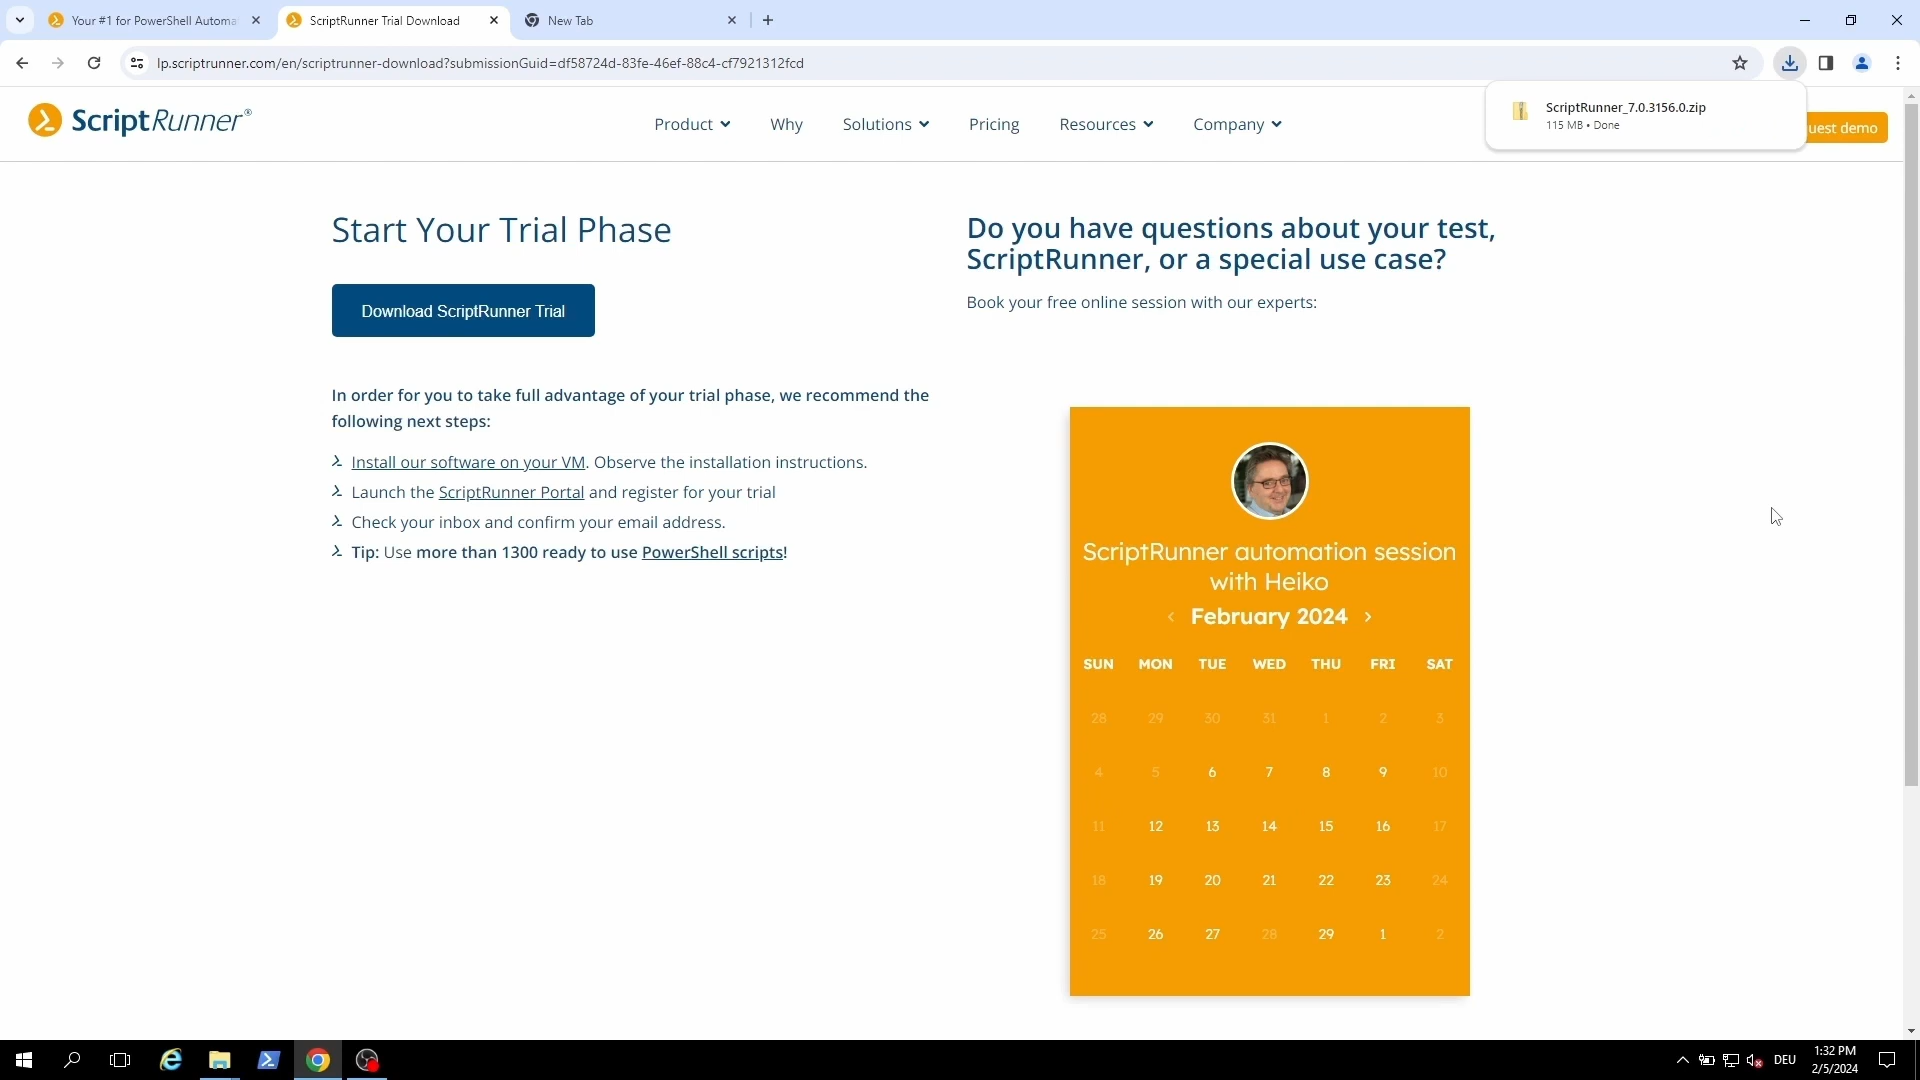 Your #1 for PowerShell Automa
ScriptRunner Trial Download
New Tab
lp.scriptrunner.com/en/scriptrunner-download?submissionGuid=df58724d-83fe-46ef-88c4-cf7921312fcd
ScriptRunner®
Product
Why
Solutions
Pricing
Resources
Company
ScriptRunner_7.0.3156.0.zip
115 MB • Done
uest demo
Start Your Trial Phase
Download ScriptRunner Trial
In order for you to take full advantage of your trial phase, we recommend the
following next steps:
Install our software on your VM. Observe the installation instructions.
Launch the ScriptRunner Portal and register for your trial
Check your inbox and confirm your email address.
Tip: Use more than 1300 ready to use PowerShell scripts!
Do you have questions about your test,
ScriptRunner, or a special use case?
Book your free online session with our experts:
ScriptRunner automation session
with Heiko
February 2024
SUN MON TUE WED THU FRI SAT
28 29 30 31 1 2 3
4 5 6 7 8 9 10
11 12 13 14 15 16 17
18 19 20 21 22 23 24
25 26 27 28 29 1 2
DEU
1:32 PM
2/5/2024